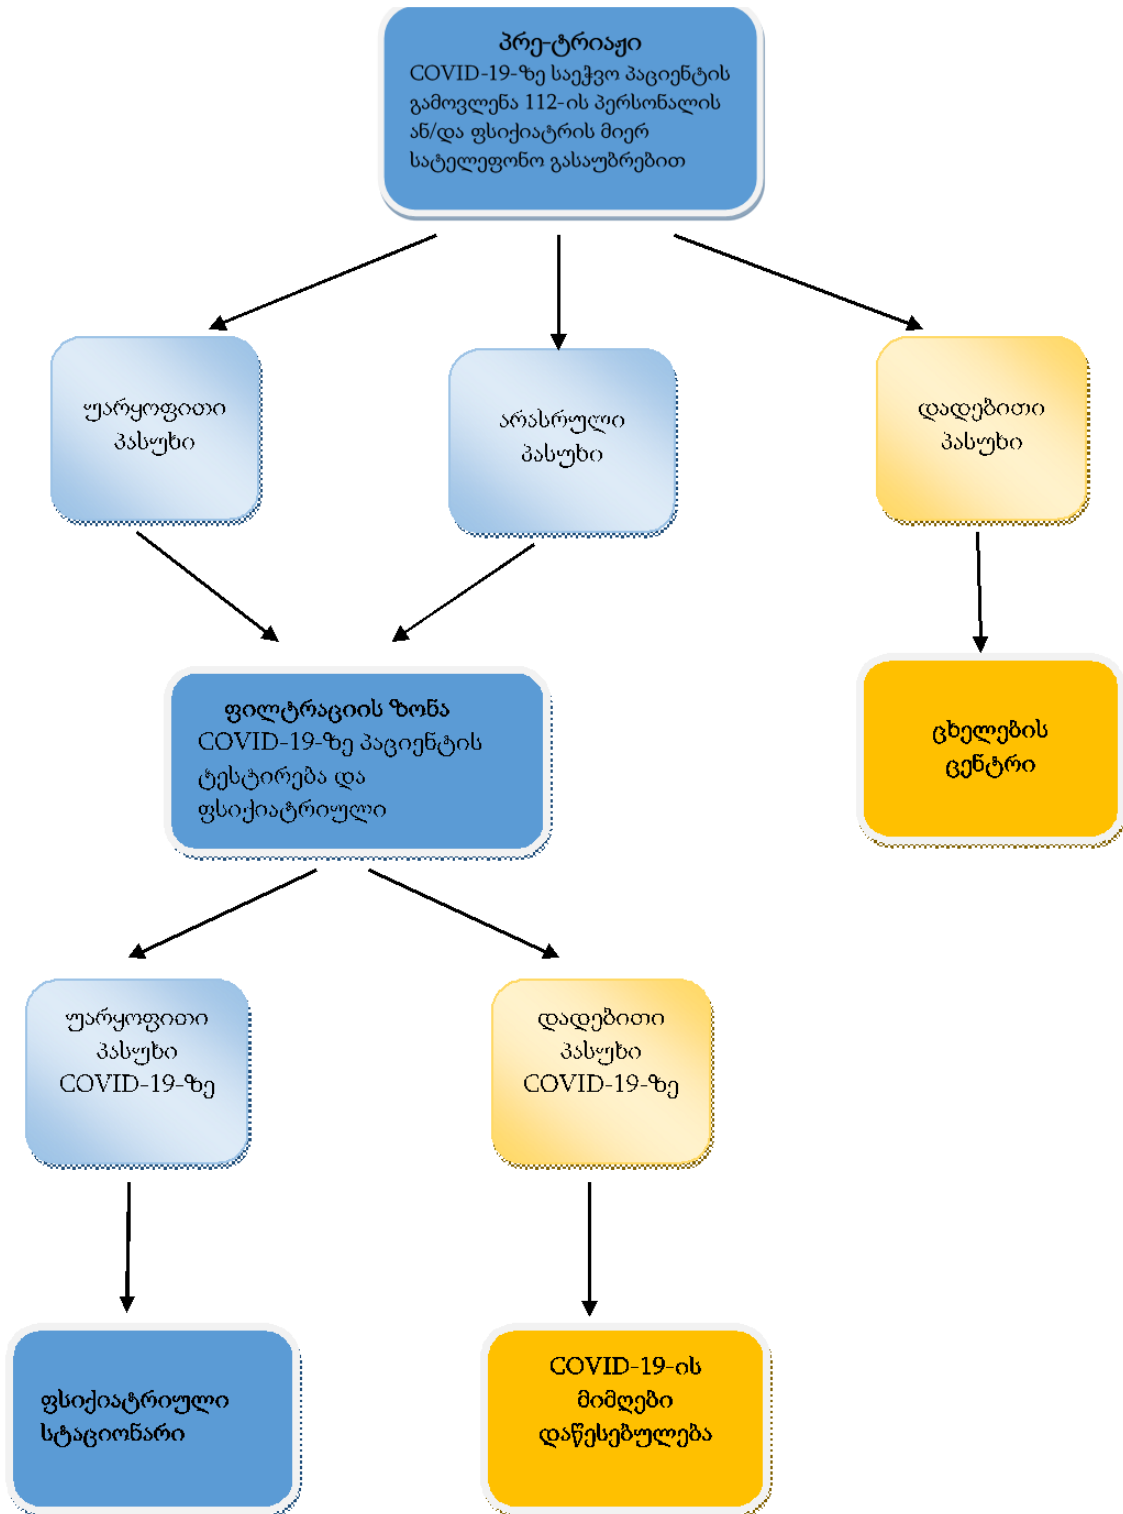 პრე-ტრიაჟი
COVID-19-ზე საეჭვო პაციენტის
გამოვლენა 112-ის პერსონალის
ან/და ფსიქიატრის მიერ
სატელეფონო გასაუბრებით
უარყოფითი
პასუხი
არასრული
პასუხი
დადებითი
პასუხი
ფილტრაციის ზონა
COVID-19-ზე პაციენტის
ტესტირება და
ფსიქიატრიული
ცხელების
ცენტრი
უარყოფითი
პასუხი
COVID-19-ზე
დადებითი
პასუხი
COVID-19-ზე
ფსიქიატრიული
სტაციონარი
COVID-19-ის
მიმღები
დაწესებულება